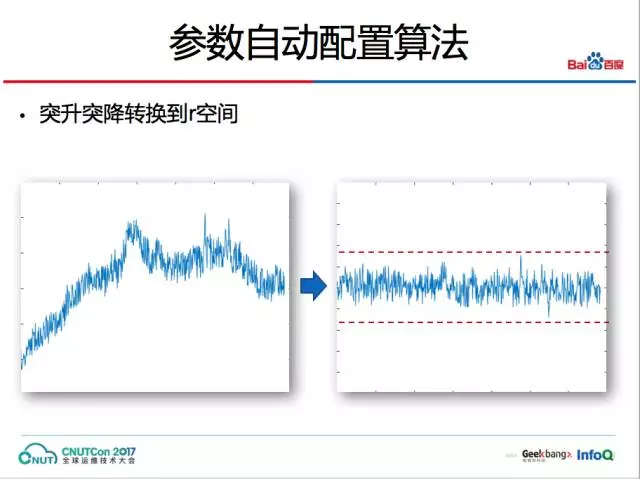 参数自动配置算法
Bai du 百度
• 突升突降转换到r空间
CNUT
CNUTCon 2017
全球运维技术大会
Geekbang>.
InfoQ